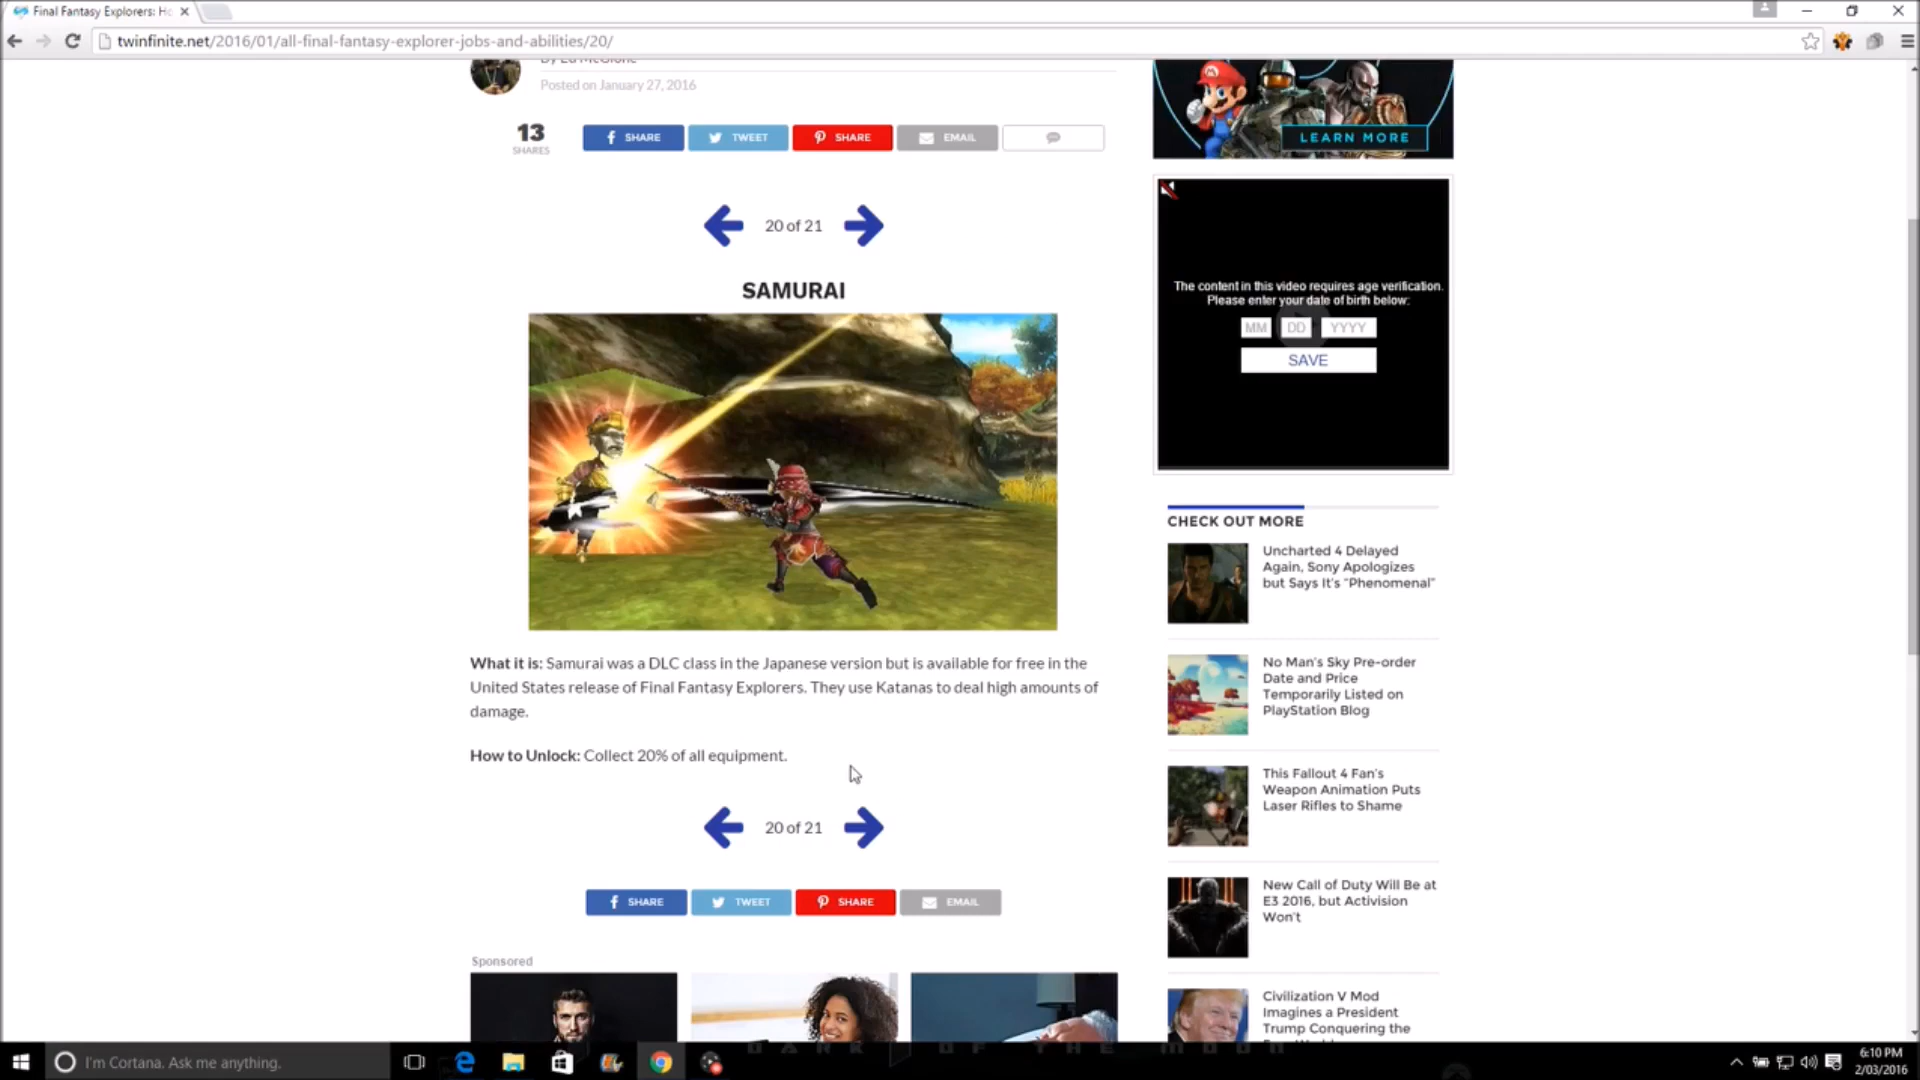 Final Fantasy Explorers: Ho
twinfinite.net/2016/01/all-final-fantasy-explorer-jobs-and-abilities/20/
By Ed McGlone
Posted on January 27, 2016
13
SHARES
SHARE
TWEET
SHARE
EMAIL
20 of 21
SAMURAI
What it is: Samurai was a DLC class in the Japanese version but is available for free in the
United States release of Final Fantasy Explorers. They use Katanas to deal high amounts of
damage.
How to Unlock: Collect 20% of all equipment.
20 of 21
SHARE
TWEET
SHARE
EMAIL
Sponsored
LEARN MORE
The content in this video requires age verification.
Please enter your date of birth below:
MM
DD
YYYY
SAVE
CHECK OUT MORE
Uncharted 4 Delayed
Again, Sony Apologizes
but Says It's "Phenomenal"
No Man's Sky Pre-order
Date and Price
Temporarily Listed on
PlayStation Blog
This Fallout 4 Fan's
Weapon Animation Puts
Laser Rifles to Shame
New Call of Duty Will Be at
E3 2016, but Activision
Won't
Civilization V Mod
Imagines a President
Trump Conquering the
I'm Cortana. Ask me anything.
DARK OF THE MOON
6:10 PM
2/03/2016